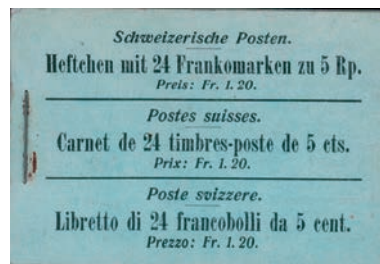 Schweizerische Posten.
Heftchen mit 24 Frankomarken zu 5 Rp.
Preis: Fr. 1. 20.
Postes suisses.
Carnet de 24 timbres-poste de 5 cts.
Prix: Fr. 1. 20.
Poste svizzere.
Libretto di 24 francobolli da 5 cent.
Prezzo: Fr. 1. 20.